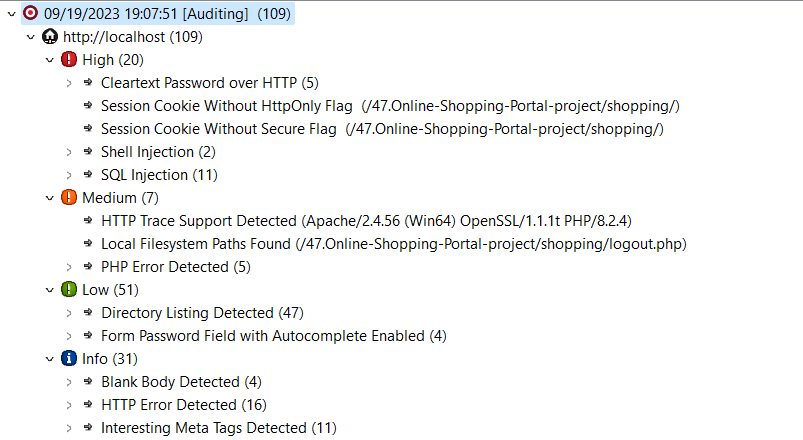 09/19/2023 19:07:51 [Auditing] (109)
http://localhost (109)
High (20)
Cleartext Password over HTTP (5)
Session Cookie Without HttpOnly Flag (/47.Online-Shopping-Portal-project/shopping/)
Session Cookie Without Secure Flag (/47.Online-Shopping-Portal-project/shopping/)
Shell Injection (2)
SQL Injection (11)
Medium (7)
HTTP Trace Support Detected (Apache/2.4.56 (Win64) OpenSSL/1.1.1t PHP/8.2.4)
Local Filesystem Paths Found (/47.Online-Shopping-Portal-project/shopping/logout.php)
PHP Error Detected (5)
Low (51)
Directory Listing Detected (47)
Form Password Field with Autocomplete Enabled (4)
Info (31)
Blank Body Detected (4)
HTTP Error Detected (16)
Interesting Meta Tags Detected (11)